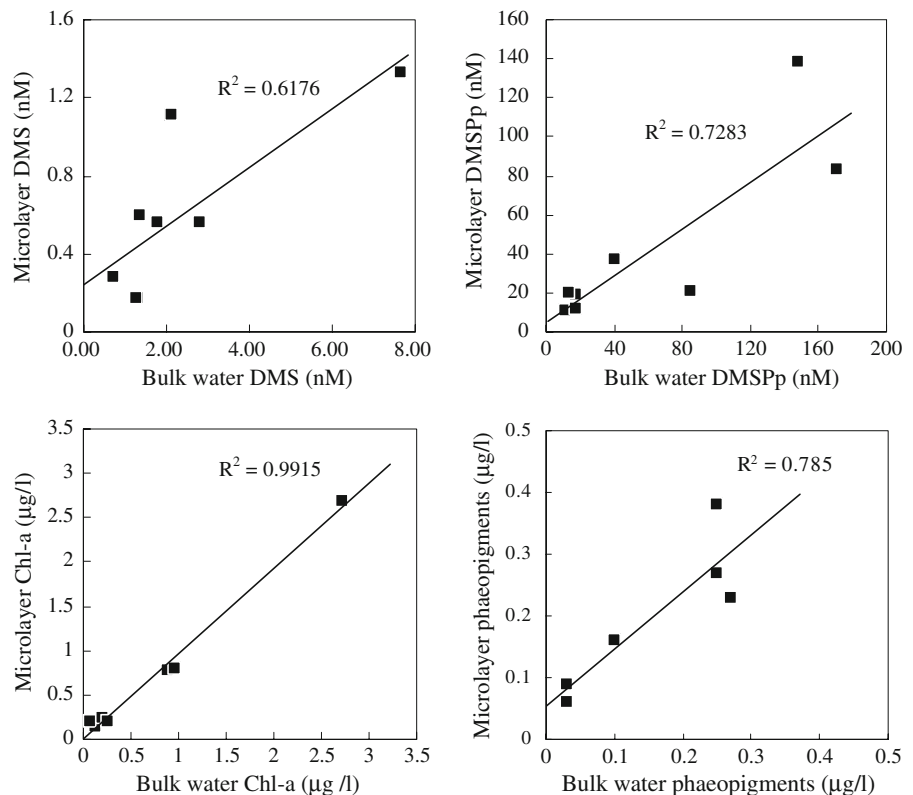 1.6
1.2
0.8
0.4
0
Microlayer DMS (nM)
R² = 0.6176
0.00 2.00 4.00 6.00 8.00
Bulk water DMS (nM)
160
140
120
100
80
60
40
20
0
Microlayer DMSPp (nM)
R² = 0.7283
0 40 80 120 160 200
Bulk water DMSPp (nM)
3.5
3
2.5
2
1.5
1
0.5
0
Microlayer Chl-a (μg/l)
R² = 0.9915
0 0.5 1 1.5 2 2.5 3 3.5
Bulk water Chl-a (μg /l)
0.5
0.4
0.3
0.2
0.1
0
Microlayer phaeopigments (μg/l)
R² = 0.785
0 0.1 0.2 0.3 0.4 0.5
Bulk water phaeopigments (μg/l)